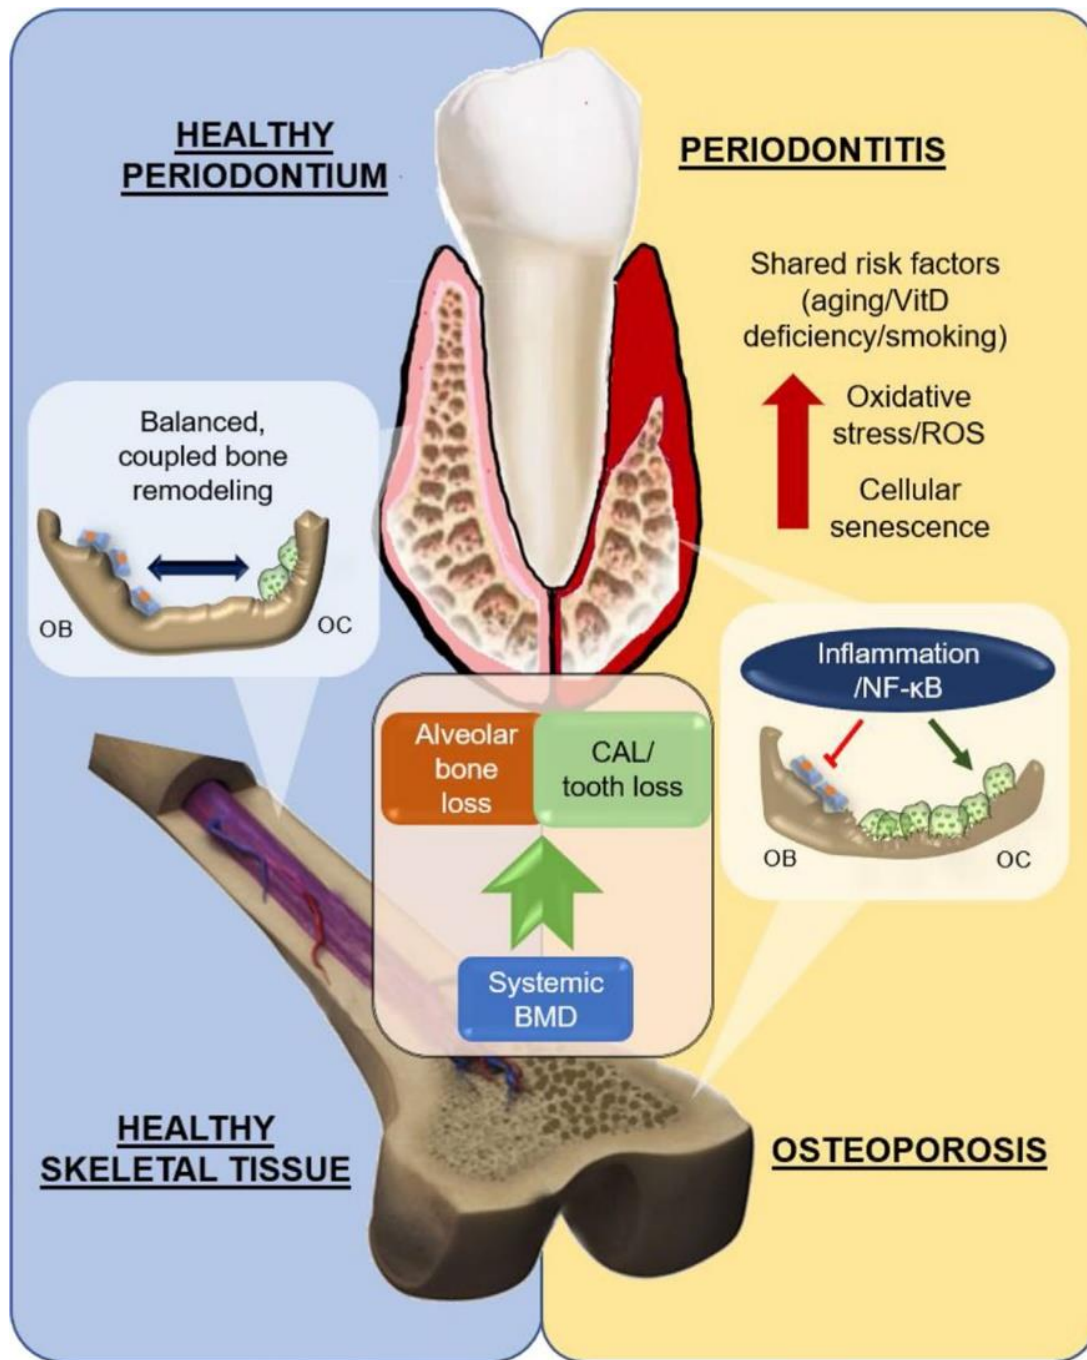 HEALTHY
PERIODONTIUM
PERIODONTITIS
Shared risk factors
(aging/VitD
deficiency/smoking)
Oxidative
stress/ROS
Cellular
senescence
Balanced,
coupled bone
remodeling
OB
OC
Inflammation
/NF-κB
OB
OC
Alveolar
bone
loss
CAL/
tooth loss
Systemic
BMD
HEALTHY
SKELETAL TISSUE
OSTEOPOROSIS